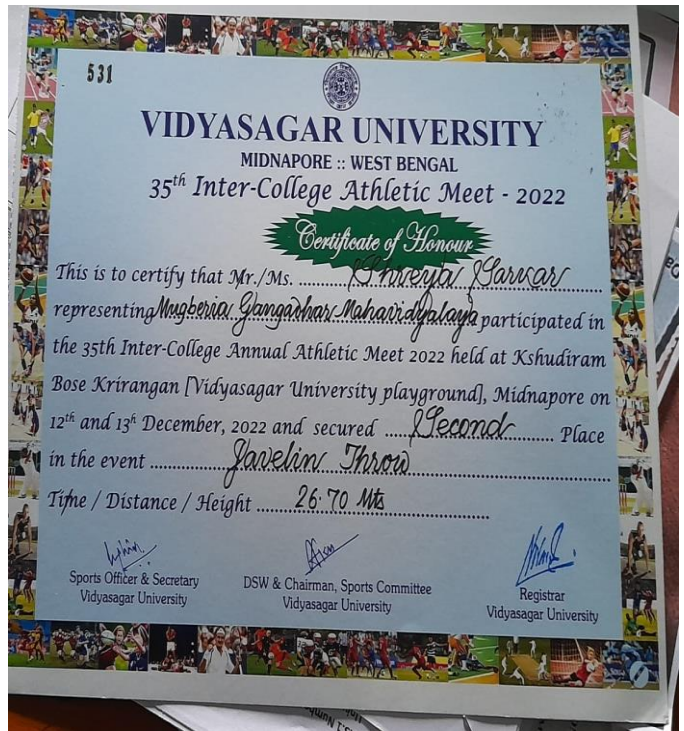 531
VIDYASAGAR UNIVERSITY
MIDNAPORE :: WEST BENGAL
35th Inter-College Athletic Meet - 2022
Certificate of Honour
This is to certify that Mr./Ms. .......... Shreya Sarkar ..........
representing Mugberia Gangadhar Mahavidyalaya participated in
the 35th Inter-College Annual Athletic Meet 2022 held at Kshudiram
Bose Krirangan [Vidyasagar University playground], Midnapore on
12th and 13th December, 2022 and secured ..... Second ......... Place
in the event ............ Javelin Throw ..............................
Time / Distance / Height ...... 26.70 Mts ..................
Sports Officer & Secretary
Vidyasagar University
DSW & Chairman, Sports Committee
Vidyasagar University
Registrar
Vidyasagar University